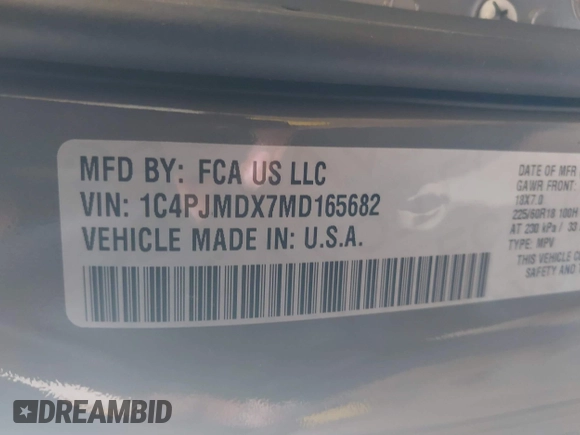 MFD BY: FCA US LLC
VIN: 1C4PJMDX7MD165682
VEHICLE MADE IN: U.S.A.
DATE OF MFR
GAWR FRONT:
18X7.0
225/60R18 100H
AT 230 kPa / 33
TYPE: MPV
THIS VEHICLE
SAFETY AND
DREAMBID